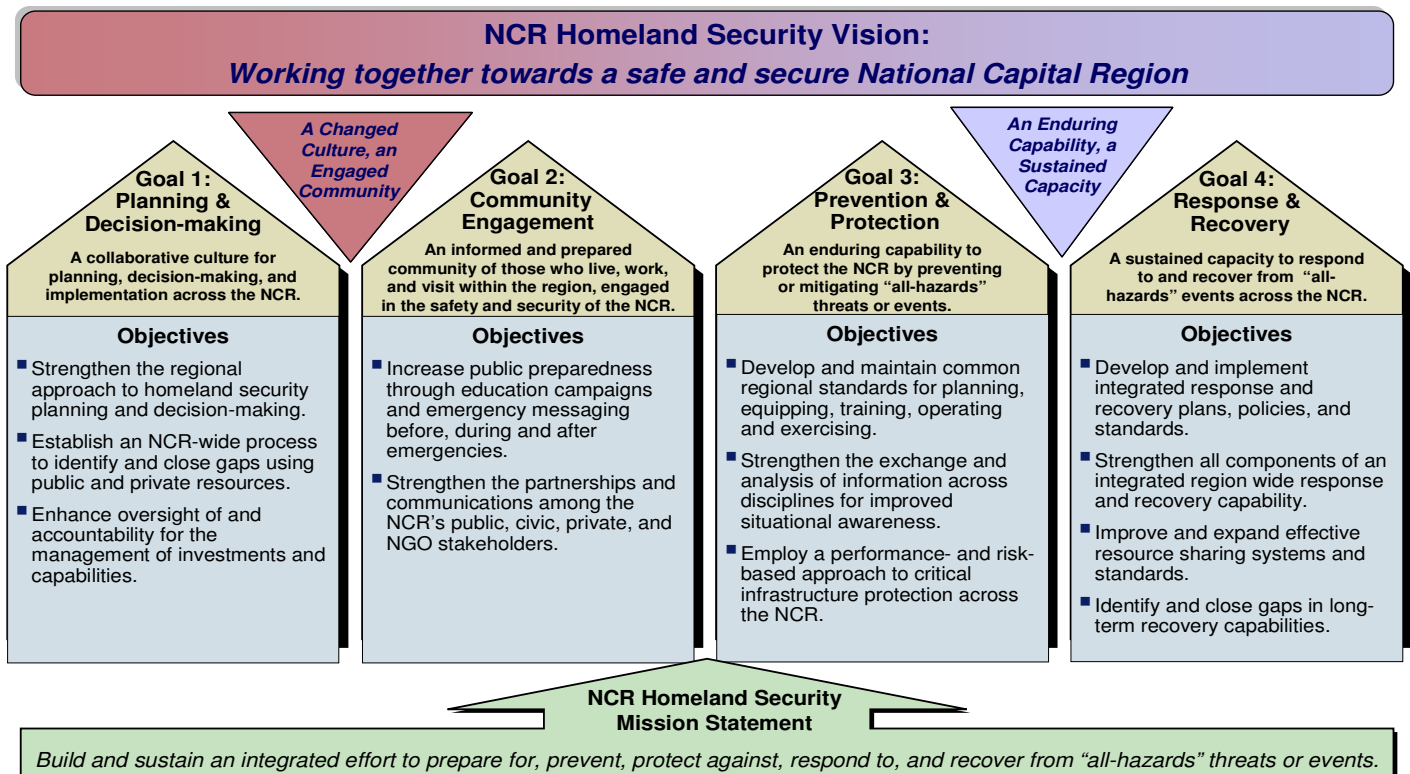 NCR Homeland Security Vision:
Working together towards a safe and secure National Capital Region
A Changed
Culture, an
Engaged
Community
An Enduring
Capability, a
Sustained
Capacity
Goal 1:
Planning &
Decision-making
A collaborative culture for
planning, decision-making, and
implementation across the NCR.
Objectives
▪ Strengthen the regional
approach to homeland security
planning and decision-making.
▪ Establish an NCR-wide process
to identify and close gaps using
public and private resources.
▪ Enhance oversight of and
accountability for the
management of investments and
capabilities.
Goal 2:
Community
Engagement
An informed and prepared
community of those who live, work,
and visit within the region, engaged
in the safety and security of the NCR.
Objectives
▪ Increase public preparedness
through education campaigns
and emergency messaging
before, during and after
emergencies.
▪ Strengthen the partnerships and
communications among the
NCR's public, civic, private, and
NGO stakeholders.
Goal 3:
Prevention &
Protection
An enduring capability to
protect the NCR by preventing
or mitigating “all-hazards”
threats or events.
Objectives
▪ Develop and maintain common
regional standards for planning,
equipping, training, operating
and exercising.
▪ Strengthen the exchange and
analysis of information across
disciplines for improved
situational awareness.
▪ Employ a performance- and risk-
based approach to critical
infrastructure protection across
the NCR.
Goal 4:
Response &
Recovery
A sustained capacity to respond
to and recover from “all-
hazards” events across the NCR.
Objectives
▪ Develop and implement
integrated response and
recovery plans, policies, and
standards.
▪ Strengthen all components of an
integrated region wide response
and recovery capability.
▪ Improve and expand effective
resource sharing systems and
standards.
▪ Identify and close gaps in long-
term recovery capabilities.
NCR Homeland Security
Mission Statement
Build and sustain an integrated effort to prepare for, prevent, protect against, respond to, and recover from “all-hazards” threats or events.